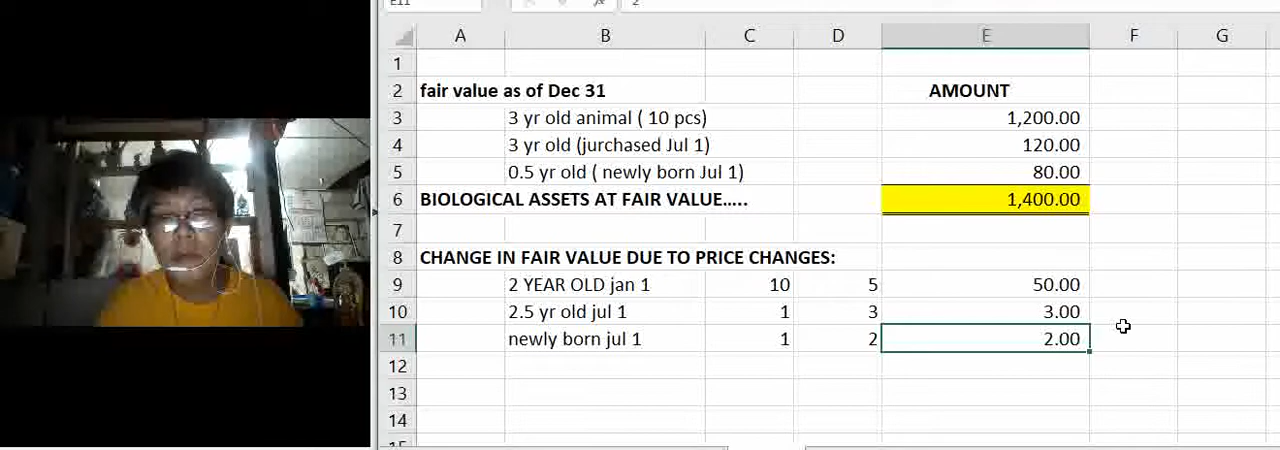 E11 fx 2
A B C D E F G
1
2 fair value as of Dec 31 AMOUNT
3 3 yr old animal ( 10 pcs) 1,200.00
4 3 yr old (jurchased Jul 1) 120.00
5 0.5 yr old ( newly born Jul 1) 80.00
6 BIOLOGICAL ASSETS AT FAIR VALUE..... 1,400.00
7
8 CHANGE IN FAIR VALUE DUE TO PRICE CHANGES:
9 2 YEAR OLD jan 1 10 5 50.00
10 2.5 yr old jul 1 1 3 3.00
11 newly born jul 1 1 2 2.00
12
13
14
15